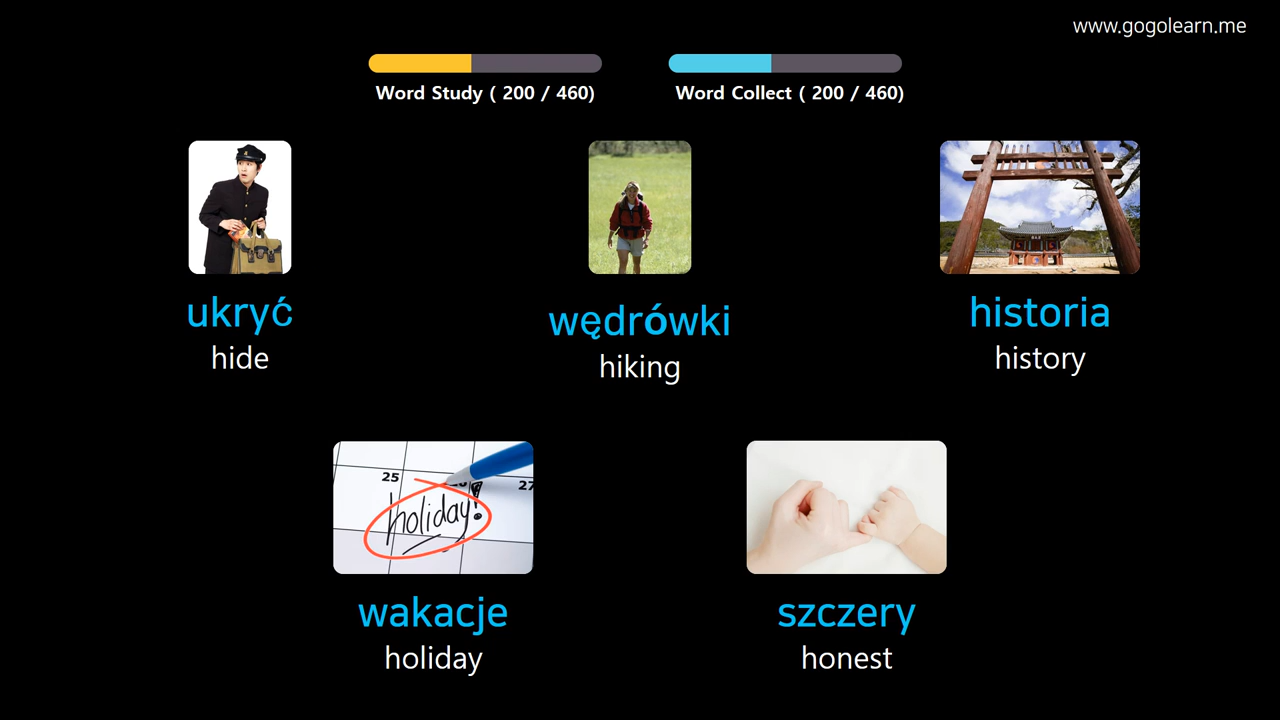 www.gogolearn.me
Word Study ( 200 / 460)
Word Collect ( 200 / 460)
ukryć
hide
wędrówki
hiking
historia
history
25
27
holiday!
wakacje
holiday
szczery
honest